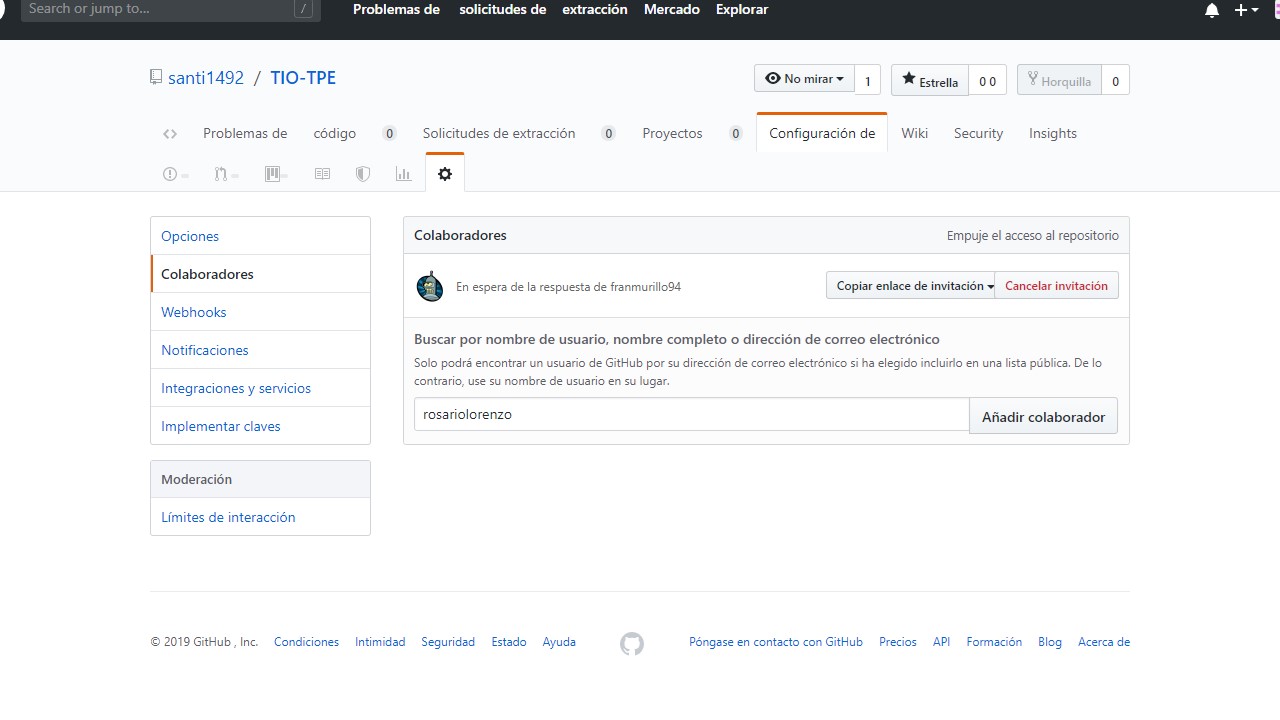 Search or jump to... / Problemas de solicitudes de extracción Mercado Explorar
santi1492 / TIO-TPE No mirar 1 Estrella 0 0 Horquilla 0
Problemas de código 0 Solicitudes de extracción 0 Proyectos 0 Configuración de Wiki Security Insights
Opciones
Colaboradores
Webhooks
Notificaciones
Integraciones y servicios
Implementar claves
Moderación
Límites de interacción
Colaboradores Empuje el acceso al repositorio
En espera de la respuesta de franmurillo94 Copiar enlace de invitación Cancelar invitación
Buscar por nombre de usuario, nombre completo o dirección de correo electrónico
Solo podrá encontrar un usuario de GitHub por su dirección de correo electrónico si ha elegido incluirlo en una lista pública. De lo
contrario, use su nombre de usuario en su lugar.
rosariolorenzo Añadir colaborador
© 2019 GitHub , Inc. Condiciones Intimidad Seguridad Estado Ayuda Póngase en contacto con GitHub Precios API Formación Blog Acerca de